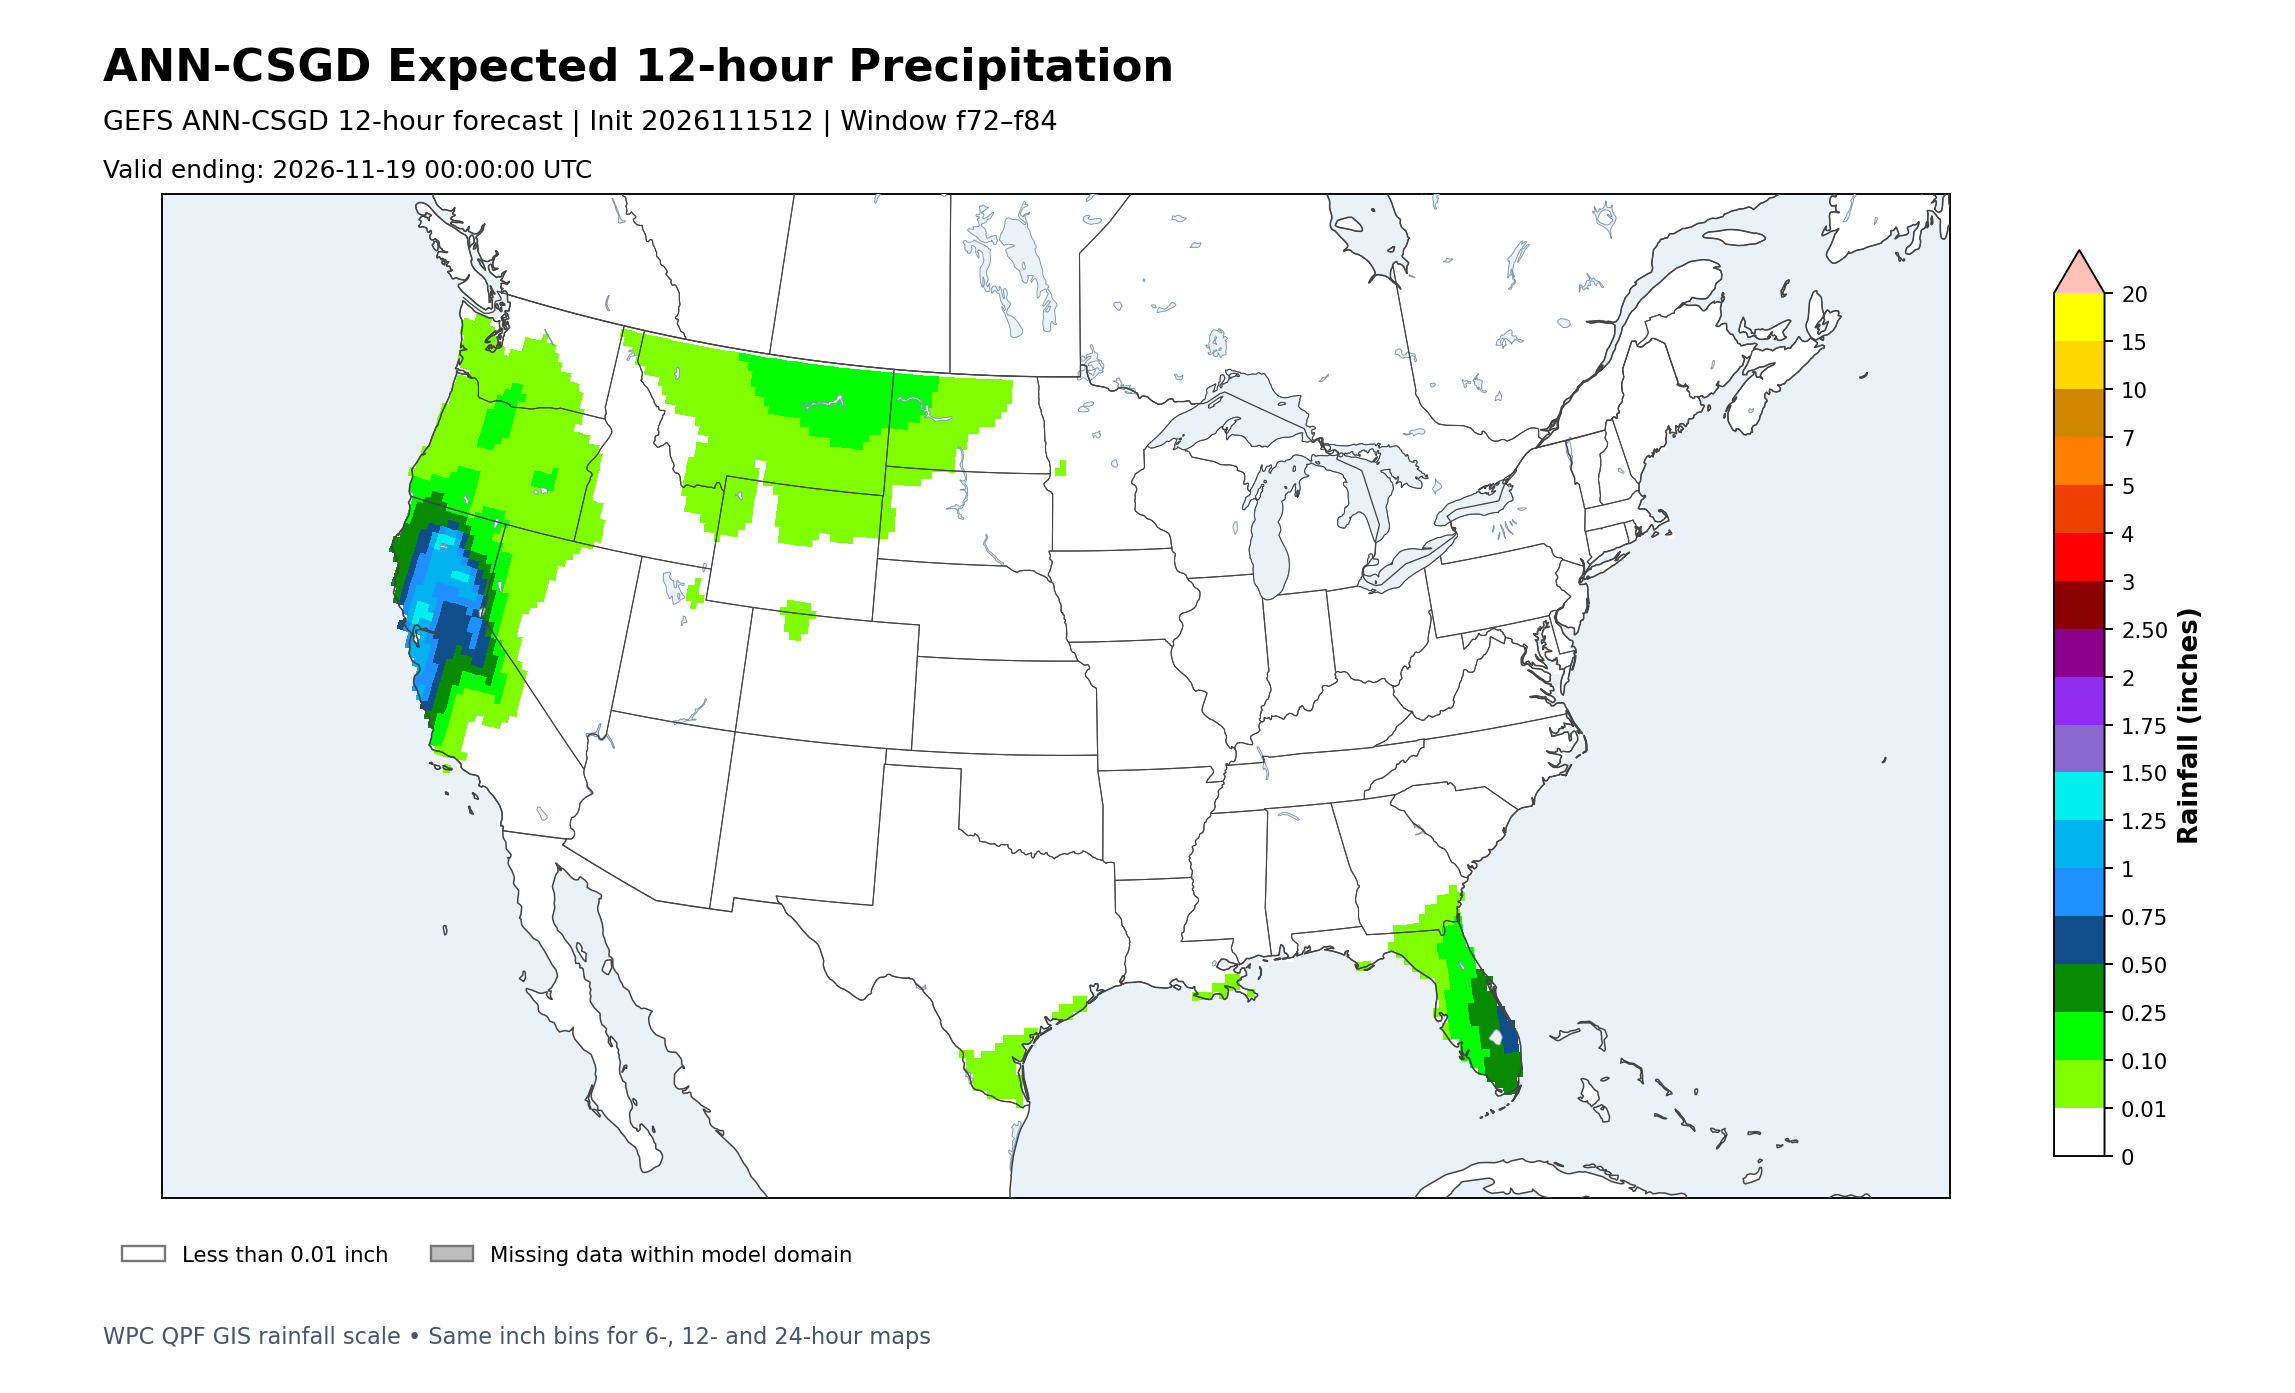 ANN-CSGD Expected 12-hour Precipitation
GEFS ANN-CSGD 12-hour forecast | Init 2026111512 | Window f72–f84
Valid ending: 2026-11-19 00:00:00 UTC
20
15
10
7
5
4
3
2.50
2
1.75
1.50
1.25
1
0.75
0.50
0.25
0.10
0.01
0
Rainfall (inches)
Less than 0.01 inch
Missing data within model domain
WPC QPF GIS rainfall scale • Same inch bins for 6-, 12- and 24-hour maps